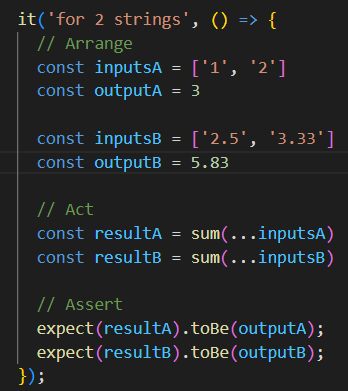 it('for 2 strings', () => {
// Arrange
const inputsA = ['1', '2']
const outputA = 3
const inputsB = ['2.5', '3.33']
const outputB = 5.83
// Act
const resultA = sum(...inputsA)
const resultB = sum(...inputsB)
// Assert
expect(resultA).toBe(outputA);
expect(resultB).toBe(outputB);
});